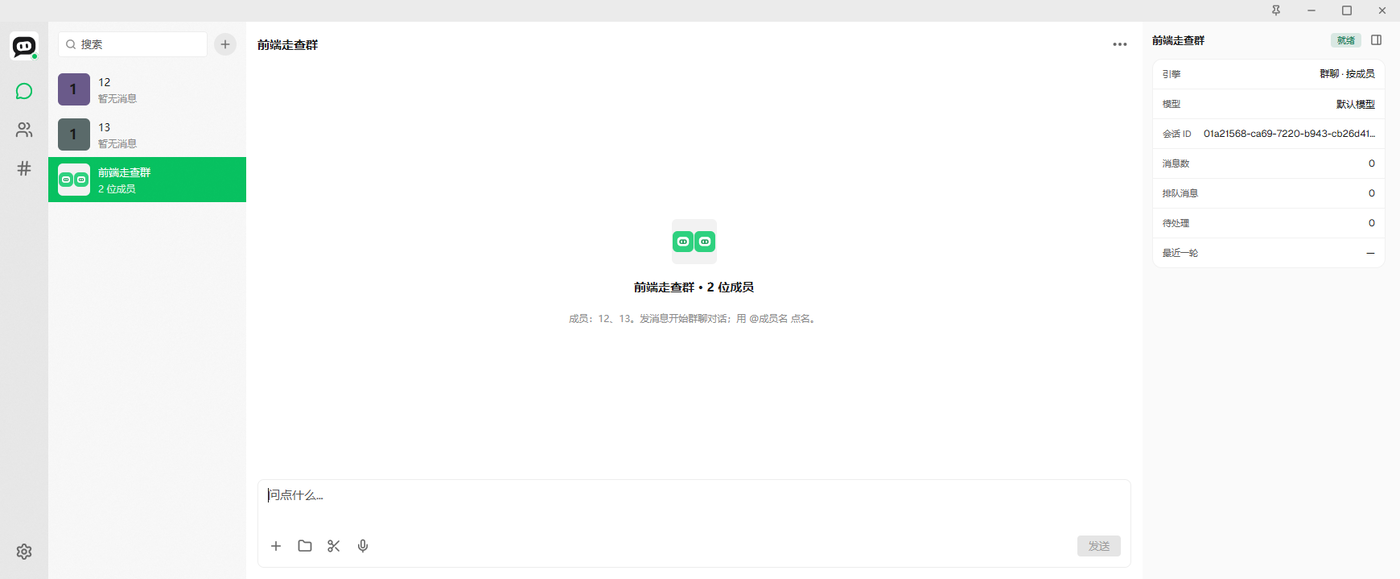 搜索
1
12
暂无消息
1
13
暂无消息
前端走查群
2 位成员
前端走查群
前端走查群 • 2 位成员
成员：12、13。发消息开始群聊对话；用 @成员名 点名。
问点什么...
发送
前端走查群
就绪
引擎
群聊 · 按成员
模型
默认模型
会话 ID
01a21568-ca69-7220-b943-cb26d41...
消息数
0
排队消息
0
待处理
0
最近一轮
—